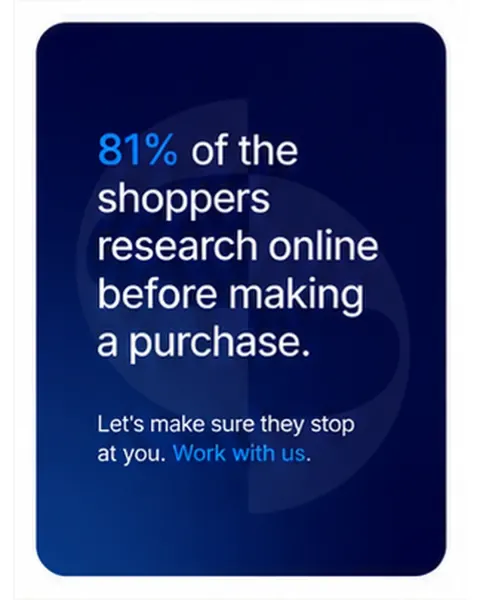 81% of the
shoppers
research online
before making
a purchase.
Let's make sure they stop
at you. Work with us.